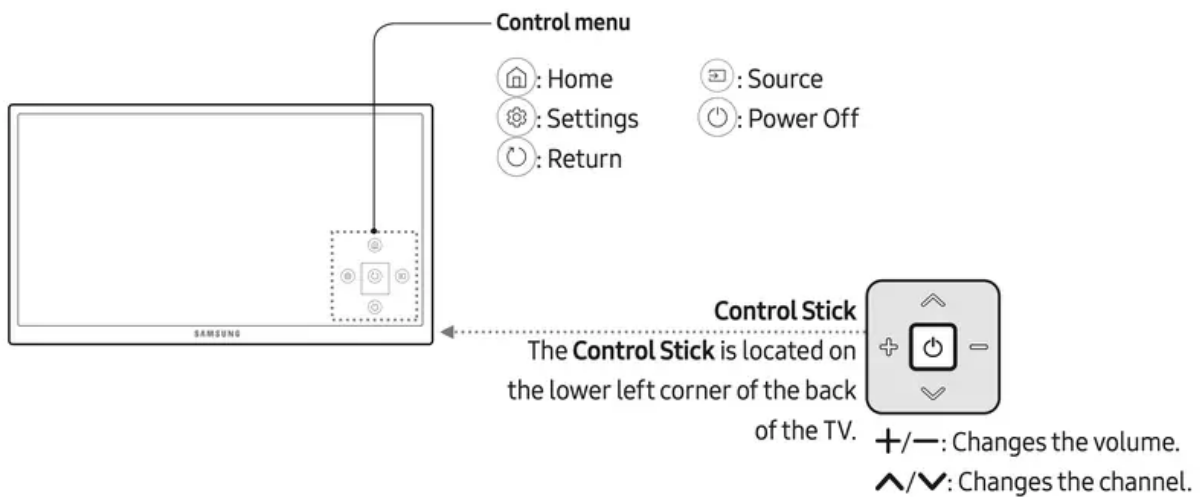 Control menu
: Home
: Source
: Settings
: Power Off
: Return
SAMSUNG
Control Stick
The Control Stick is located on
the lower left corner of the back
of the TV.
+/−: Changes the volume.
∧/∨: Changes the channel.